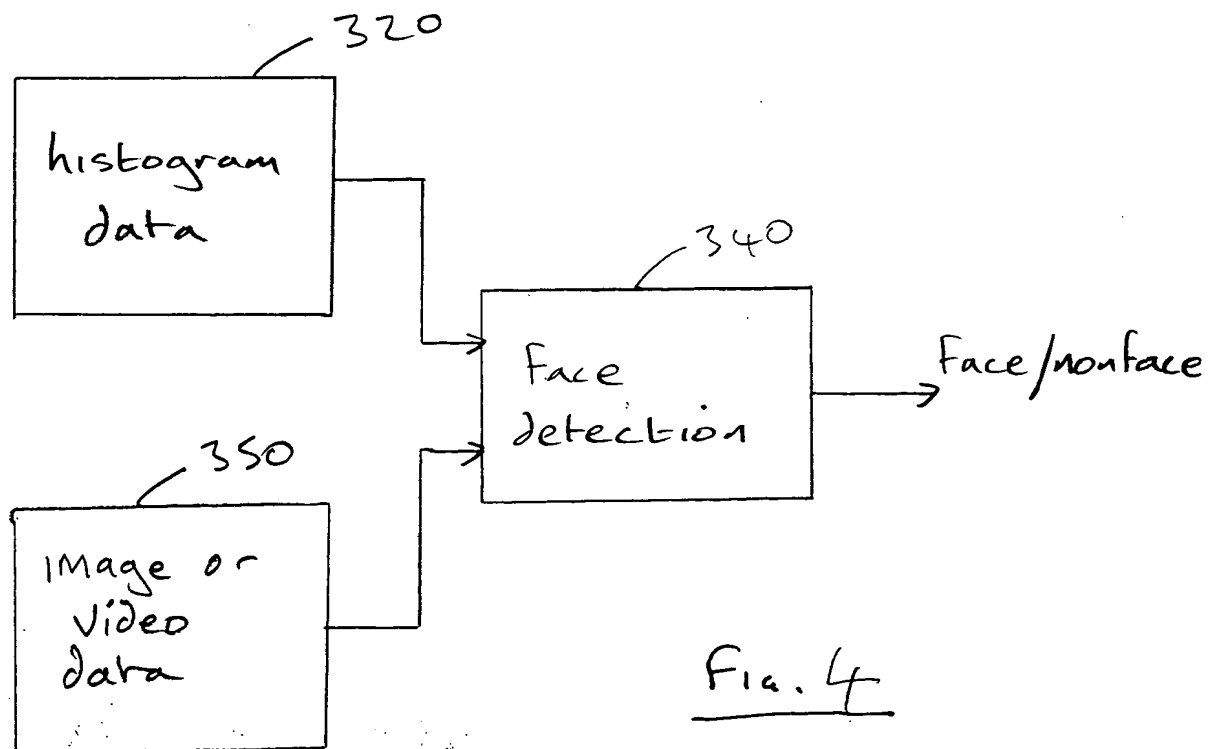 320
histogram
data
340
Face
detection
Face/nonface
350
image or
video
data
Fig. 4